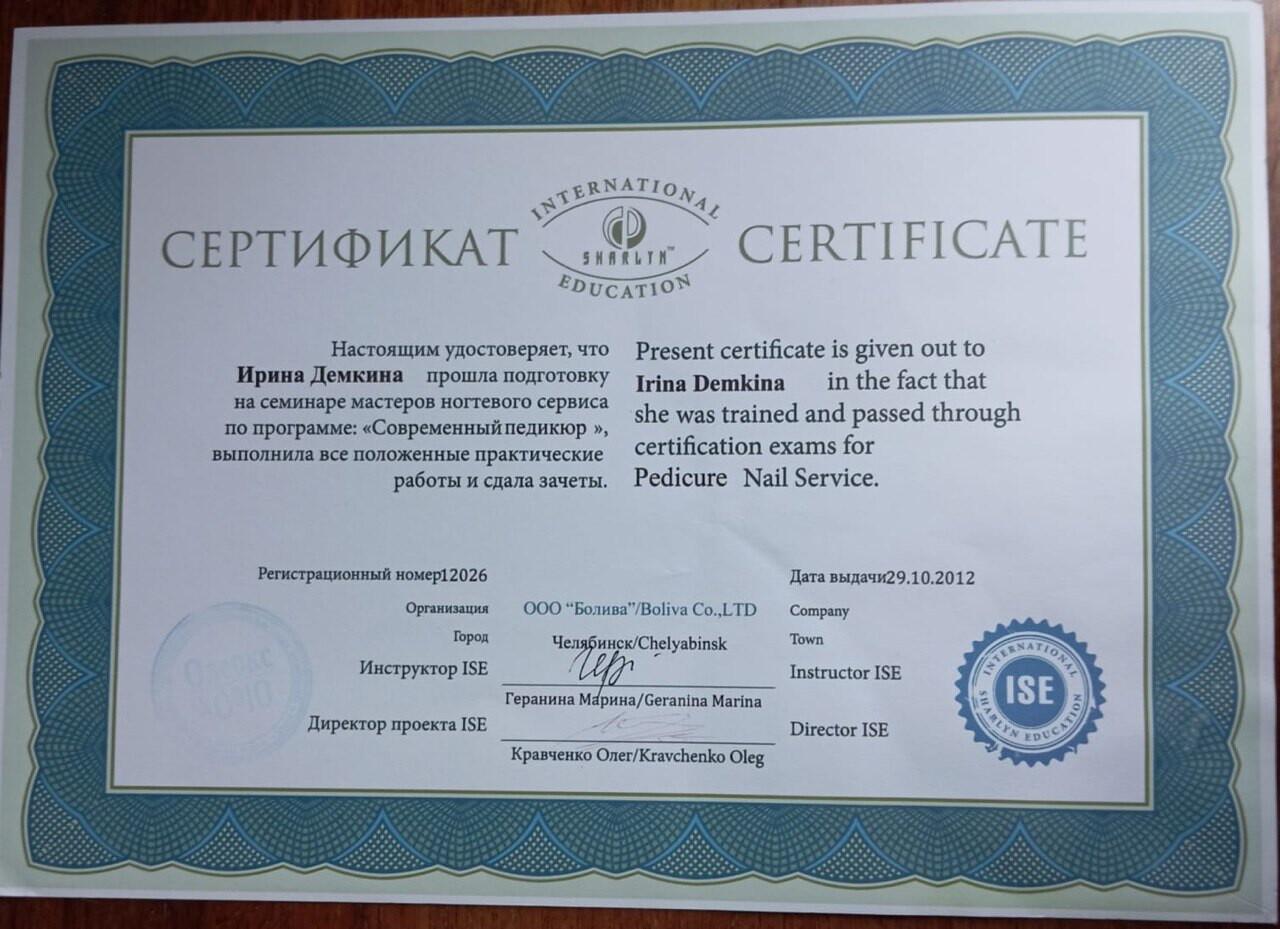 СЕРТИФИКАТ
INTERNATIONAL
SHARLYN™
EDUCATION
CERTIFICATE
Настоящим удостоверяет, что
Ирина Демкина прошла подготовку
на семинаре мастеров ногтевого сервиса
по программе: «Современный педикюр »,
выполнила все положенные практические
работы и сдала зачеты.
Present certificate is given out to
Irina Demkina in the fact that
she was trained and passed through
certification exams for
Pedicure Nail Service.
Регистрационный номер12026
Дата выдачи29.10.2012
Организация ООО “Болива”/Boliva Co.,LTD Company
Город Челябинск/Chelyabinsk Town
Инструктор ISE Instructor ISE
Геранина Марина/Geranina Marina
Директор проекта ISE Director ISE
Кравченко Олег/Kravchenko Oleg
INTERNATIONAL
ISE
SHARLYN EDUCATION